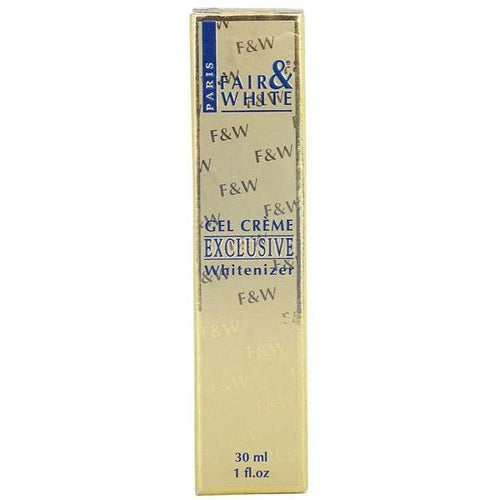 F&W
PARIS
FAIR &
WHITE
F&W
F&W
F&W
F&W
F&W
GEL CRÈME
EXCLUSIVE
Whitenizer
F&W
F&W
F&W
F&W
30 ml
1 fl.oz